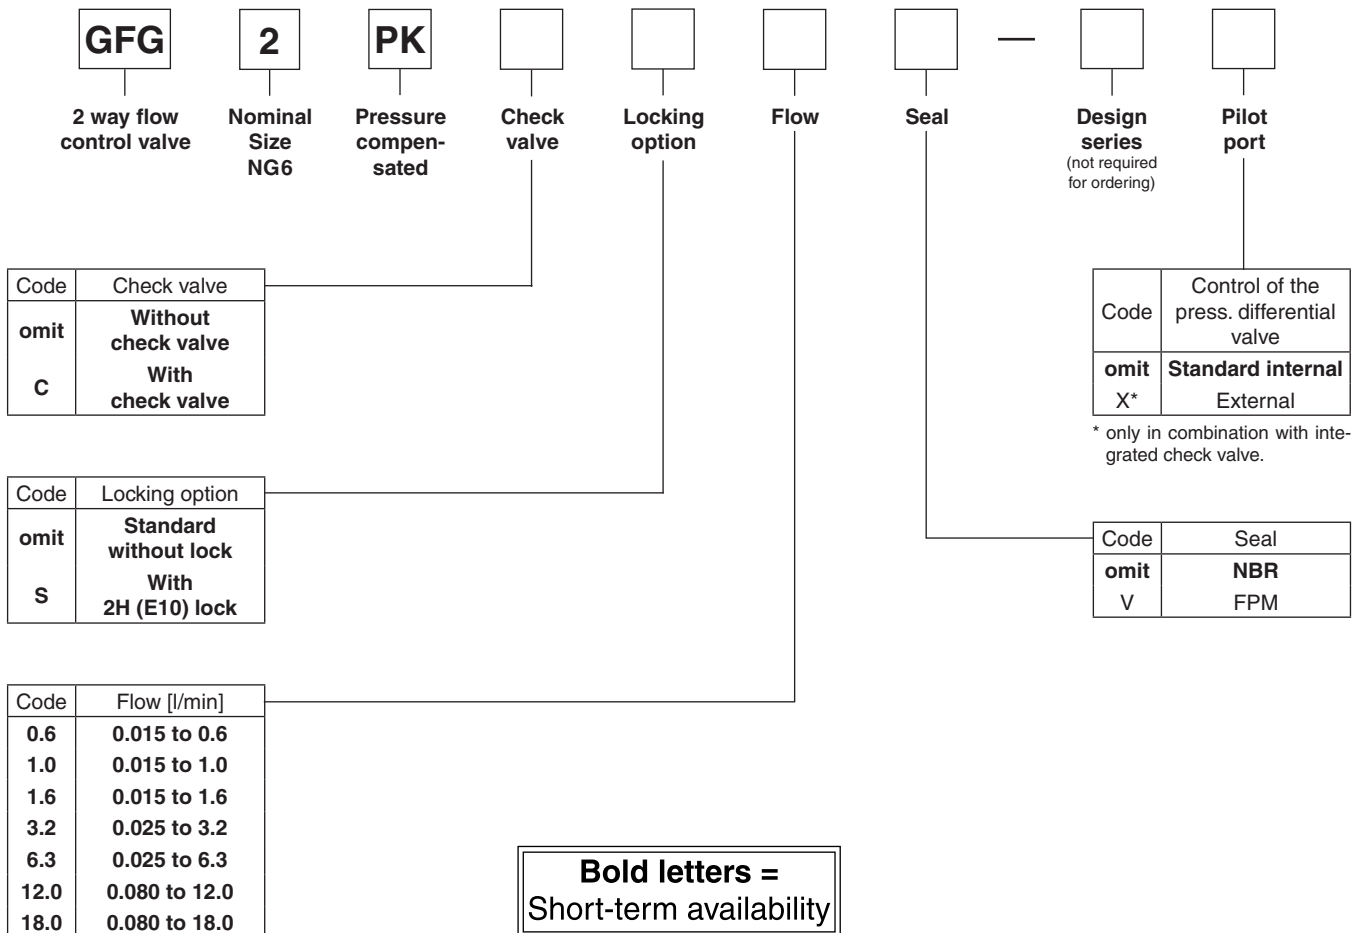 GFG 2 PK —
2 way flow
control valve
Nominal
Size
NG6
Pressure
compen-
sated
Check
valve
Locking
option
Flow
Seal
Design
series
(not required
for ordering)
Pilot
port
Code Check valve
omit Without
check valve
C With
check valve
Code Control of the
press. differential
valve
omit Standard internal
X* External
* only in combination with inte-
grated check valve.
Code Locking option
omit Standard
without lock
S With
2H (E10) lock
Code Seal
omit NBR
V FPM
Code Flow [l/min]
0.6 0.015 to 0.6
1.0 0.015 to 1.0
1.6 0.015 to 1.6
3.2 0.025 to 3.2
6.3 0.025 to 6.3
12.0 0.080 to 12.0
18.0 0.080 to 18.0
Bold letters =
Short-term availability